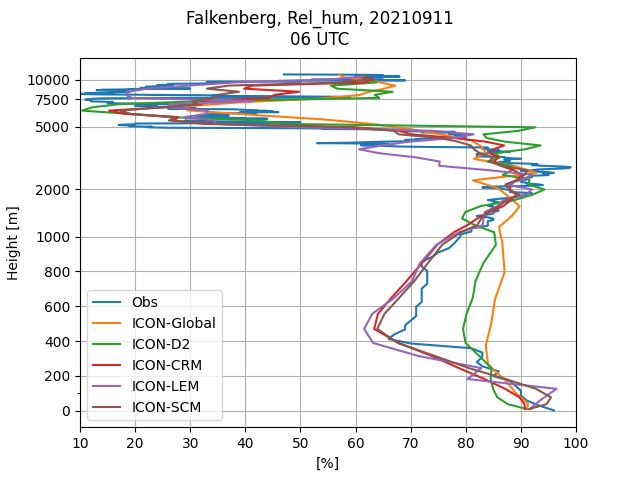 Falkenberg, Rel_hum, 20210911
06 UTC
10000
7500
5000
2000
1000
800
600
400
200
0
Height [m]
Obs
ICON-Global
ICON-D2
ICON-CRM
ICON-LEM
ICON-SCM
10 20 30 40 50 60 70 80 90 100
[%]